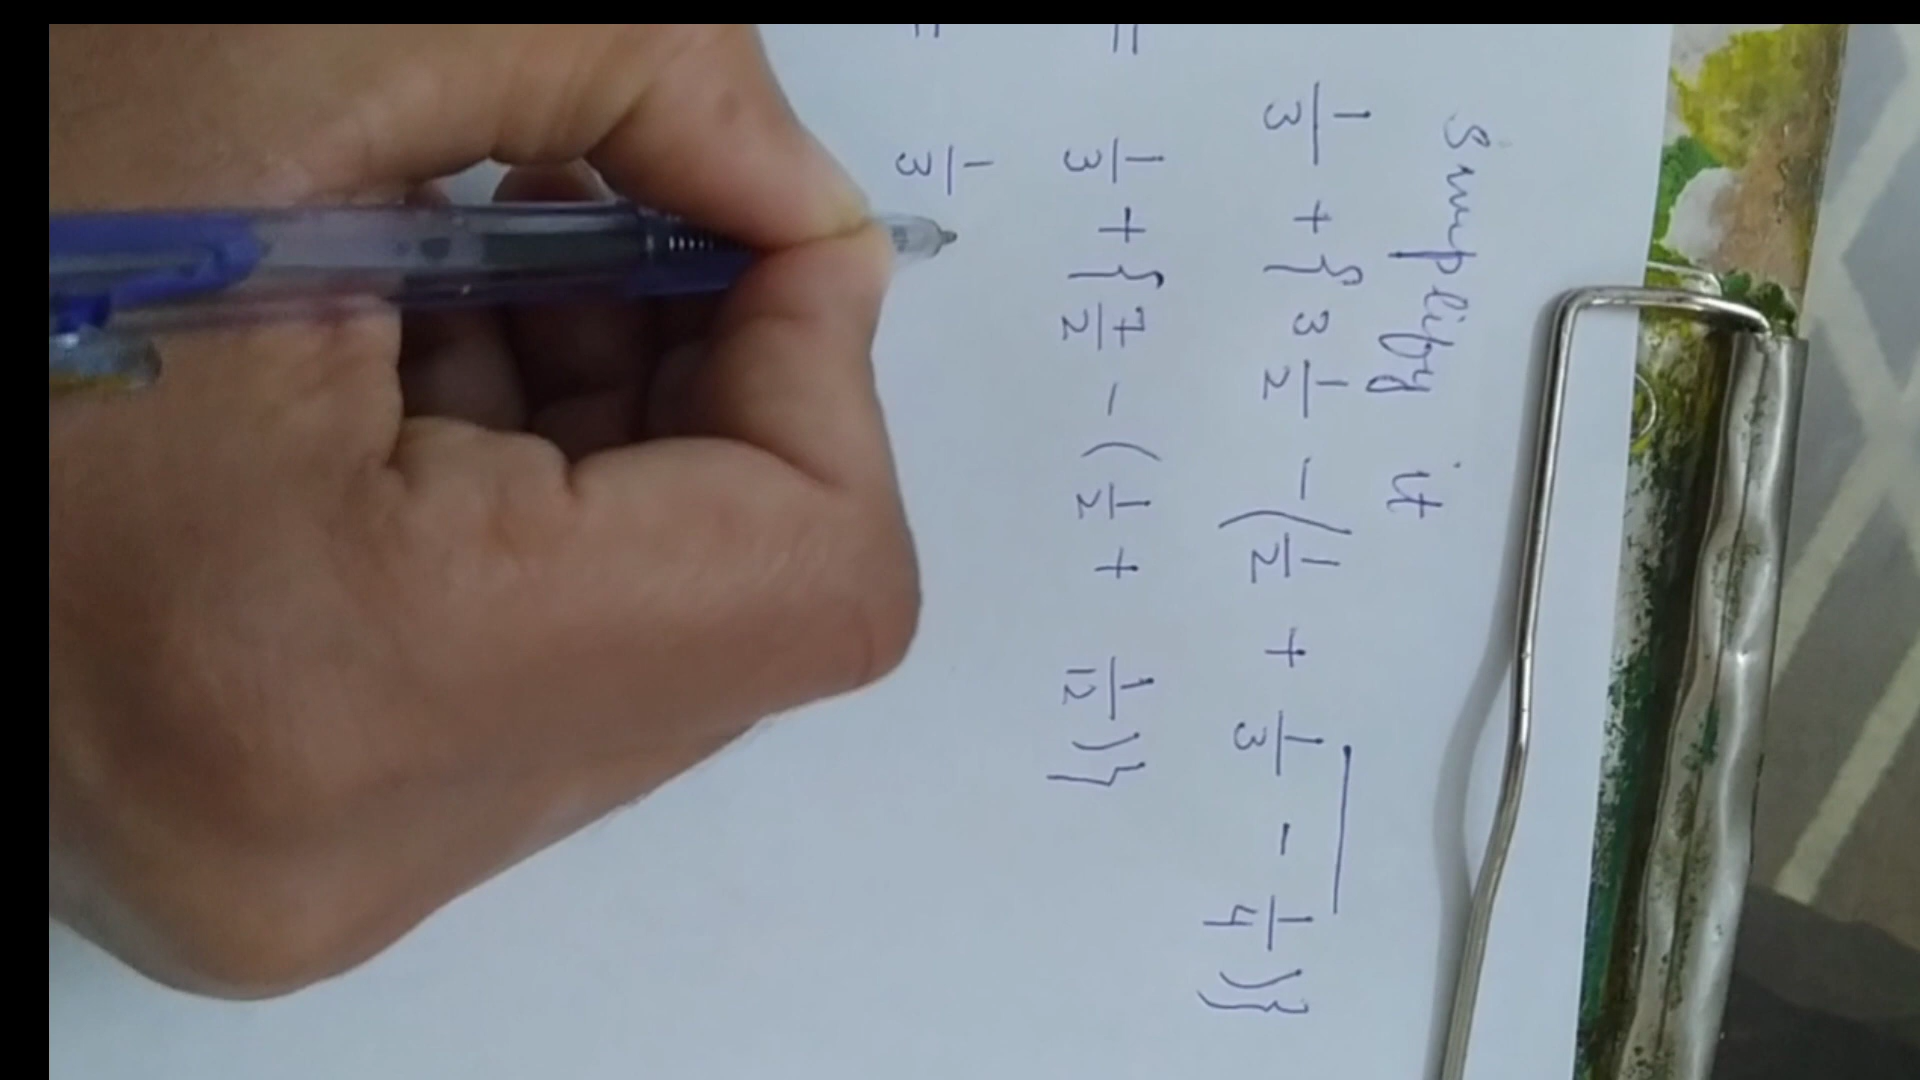 Simplify it
1/3 + { 3 1/2 - ( 1/2 + 1/3 - 1/4 ) }
= 1/3 + { 7/2 - ( 1/2 + 1/12 ) }
= 1/3